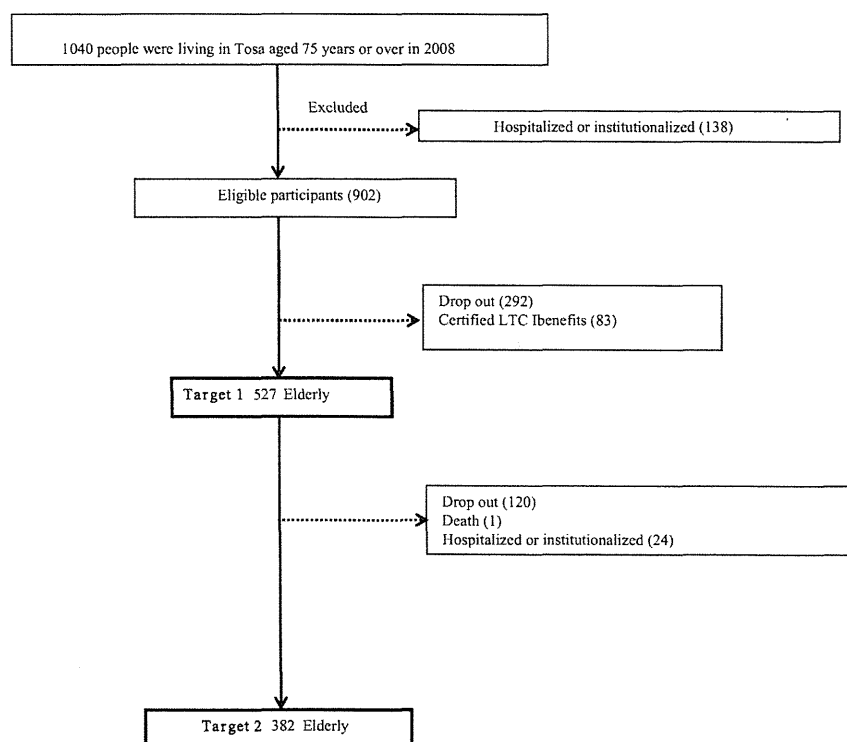 1040 people were living in Tosa aged 75 years or over in 2008
Excluded
Hospitalized or institutionalized (138)
Eligible participants (902)
Drop out (292)
Certified LTC Ibenefits (83)
Target 1 527 Elderly
Drop out (120)
Death (1)
Hospitalized or institutionalized (24)
Target 2 382 Elderly